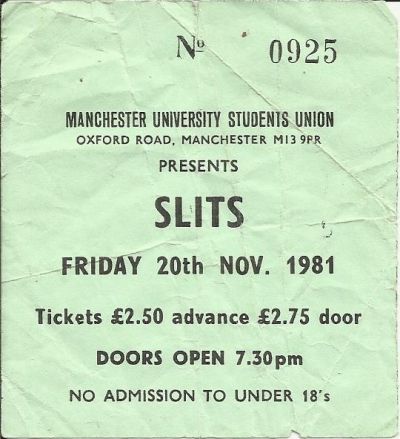 Nº 0925
MANCHESTER UNIVERSITY STUDENTS UNION
OXFORD ROAD, MANCHESTER M13 9PR
PRESENTS
SLITS
FRIDAY 20th NOV. 1981
Tickets £2.50 advance £2.75 door
DOORS OPEN 7.30pm
NO ADMISSION TO UNDER 18's